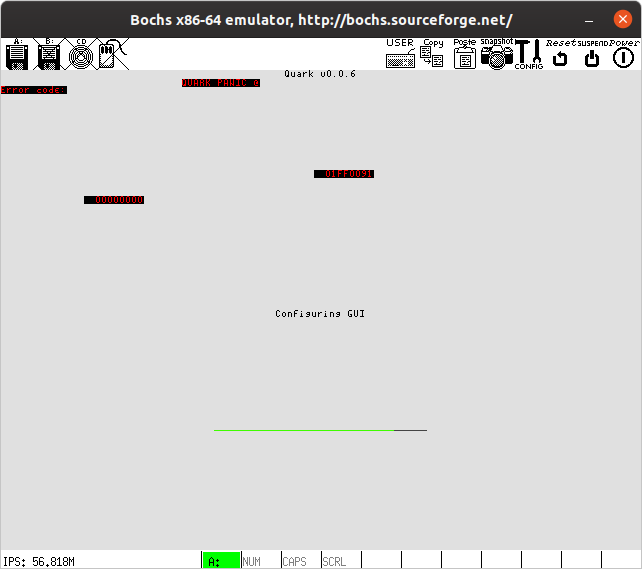 Bochs x86-64 emulator, http://bochs.sourceforge.net/
A: B: CD USER Copy Paste snapshot CONFIG Reset SUSPEND Power
Quark v0.0.6
QUARK PANIC @
Error code:
01FF0091
00000000
Configuring GUI
IPS: 56.818M A: NUM CAPS SCRL